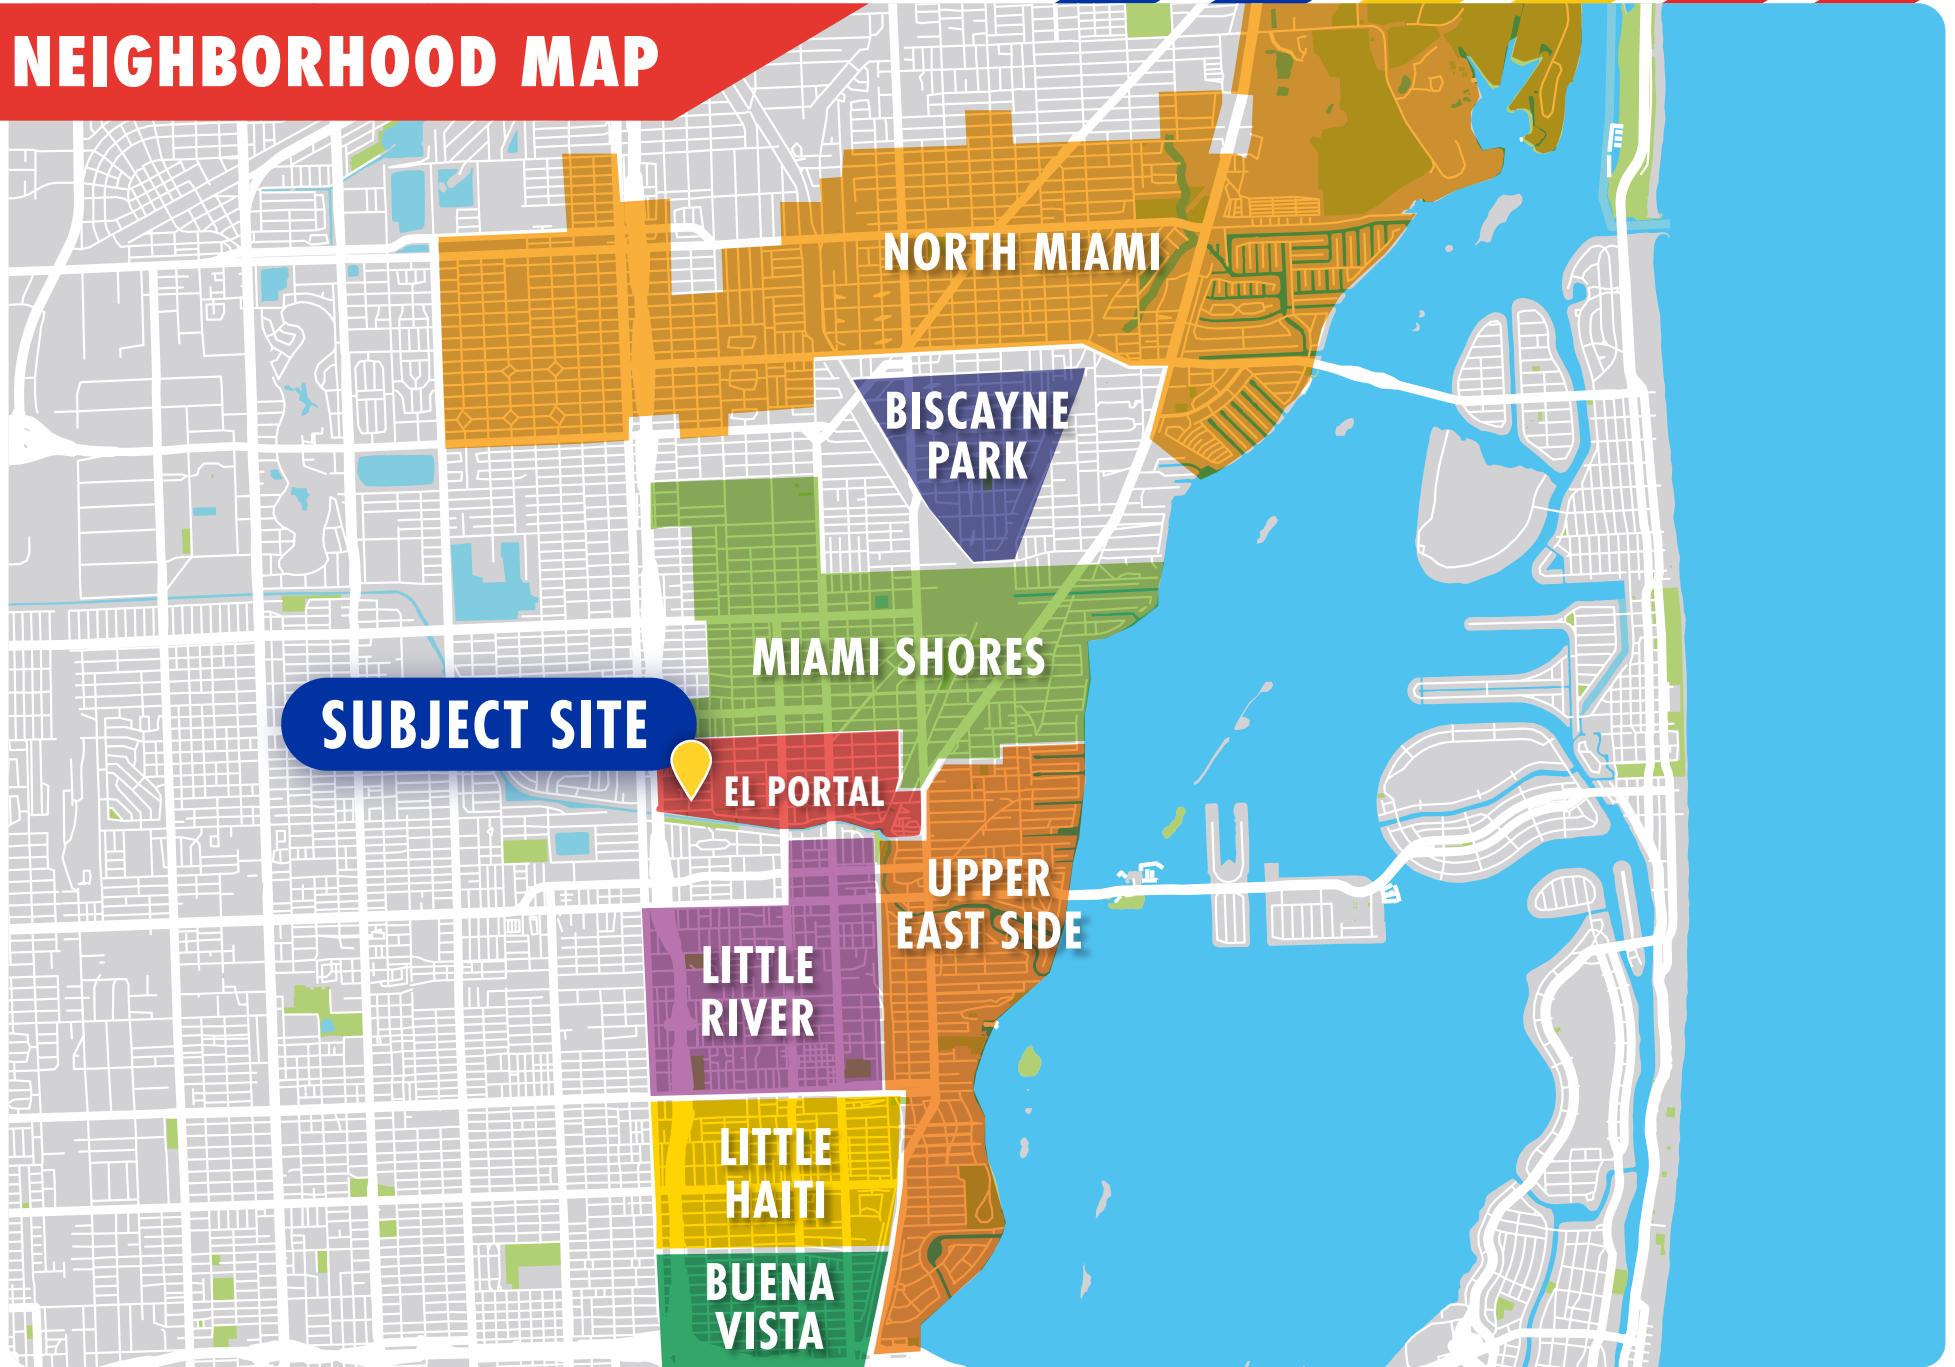 NEIGHBORHOOD MAP
NORTH MIAMI
BISCAYNE
PARK
MIAMI SHORES
SUBJECT SITE
EL PORTAL
UPPER
EAST SIDE
LITTLE
RIVER
LITTLE
HAITI
BUENA
VISTA